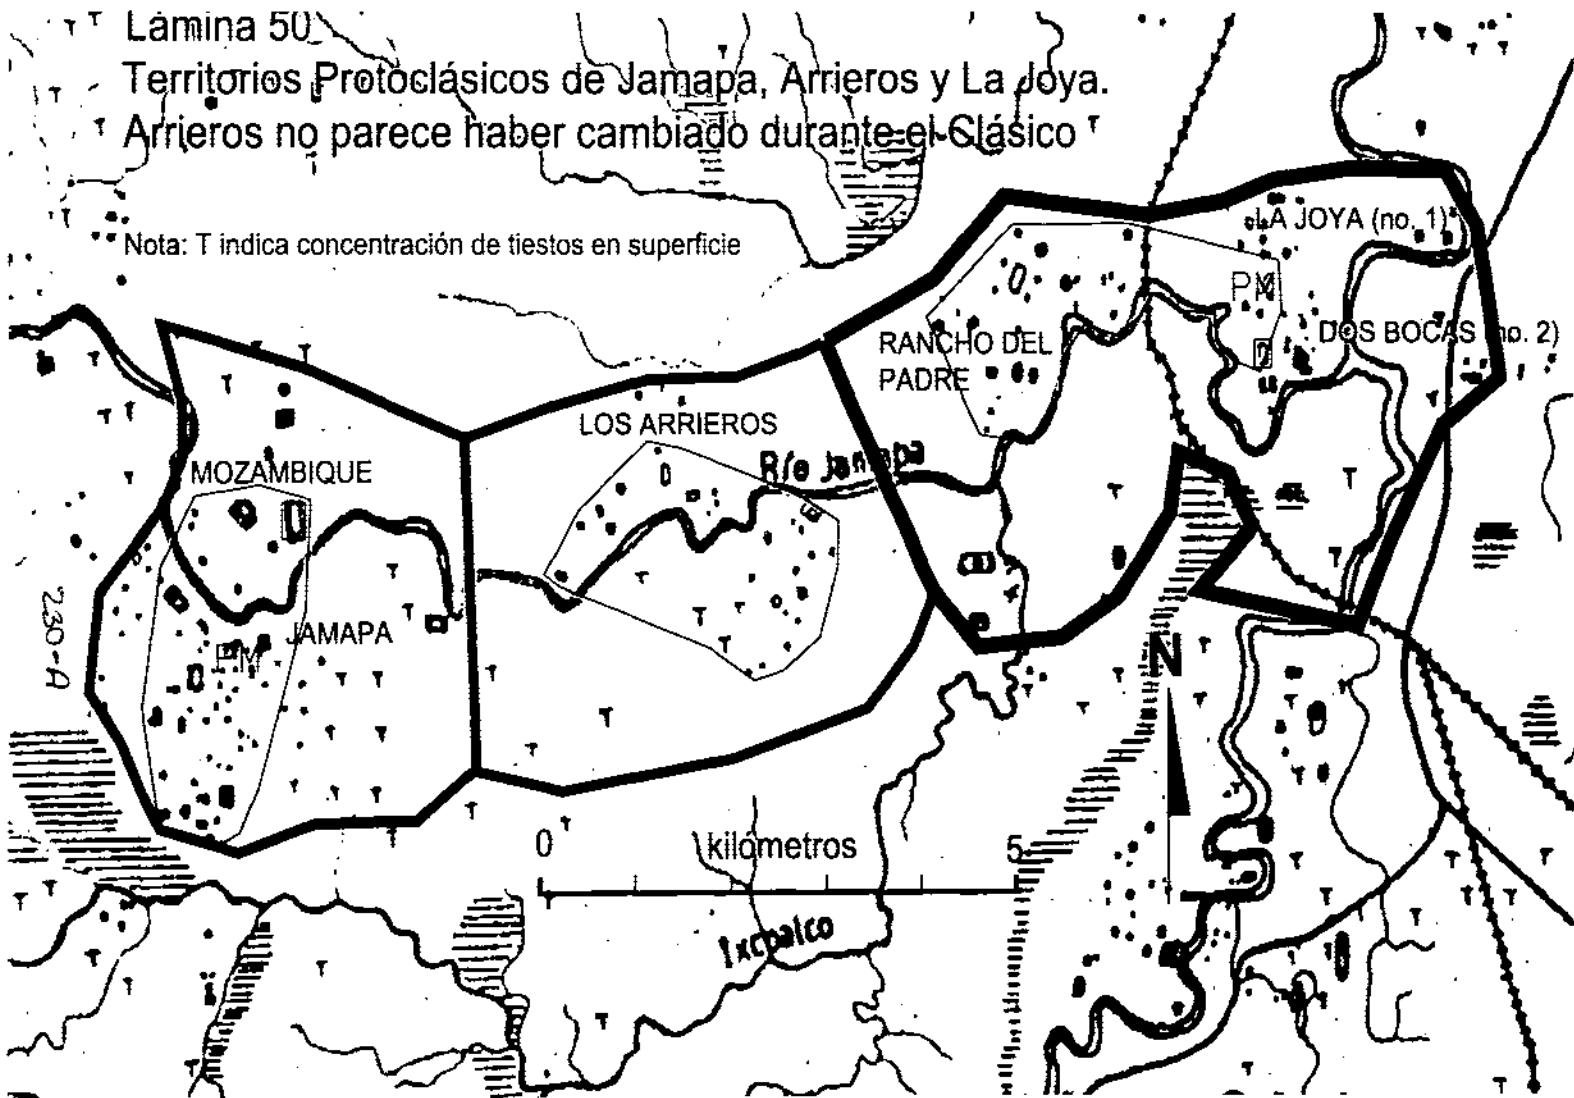 Lámina 50
Territorios Protoclásicos de Jamapa, Arrieros y La Joya.
Arrieros no parece haber cambiado durante el Clásico
Nota: T indica concentración de tiestos en superficie
LA JOYA (no. 1)
PM
DOS BOCAS (no. 2)
RANCHO DEL
PADRE
LOS ARRIEROS
Río Jamapa
MOZAMBIQUE
230-A
JAMAPA
PM
N
0 kilómetros 5
Ixcoalco